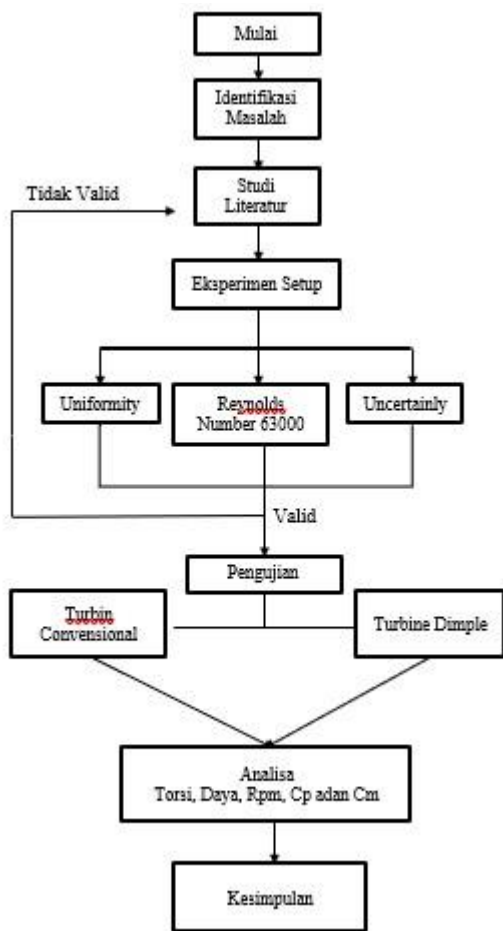 Mulai
Identifikasi
Masalah
Tidak Valid
Studi
Literatur
Eksperimen Setup
Uniformity
Reynolds
Number 63000
Uncertainly
Valid
Pengujian
Turbin
Convensional
Turbine Dimple
Analisa
Torsi, Daya, Rpm, Cp adan Cm
Kesimpulan